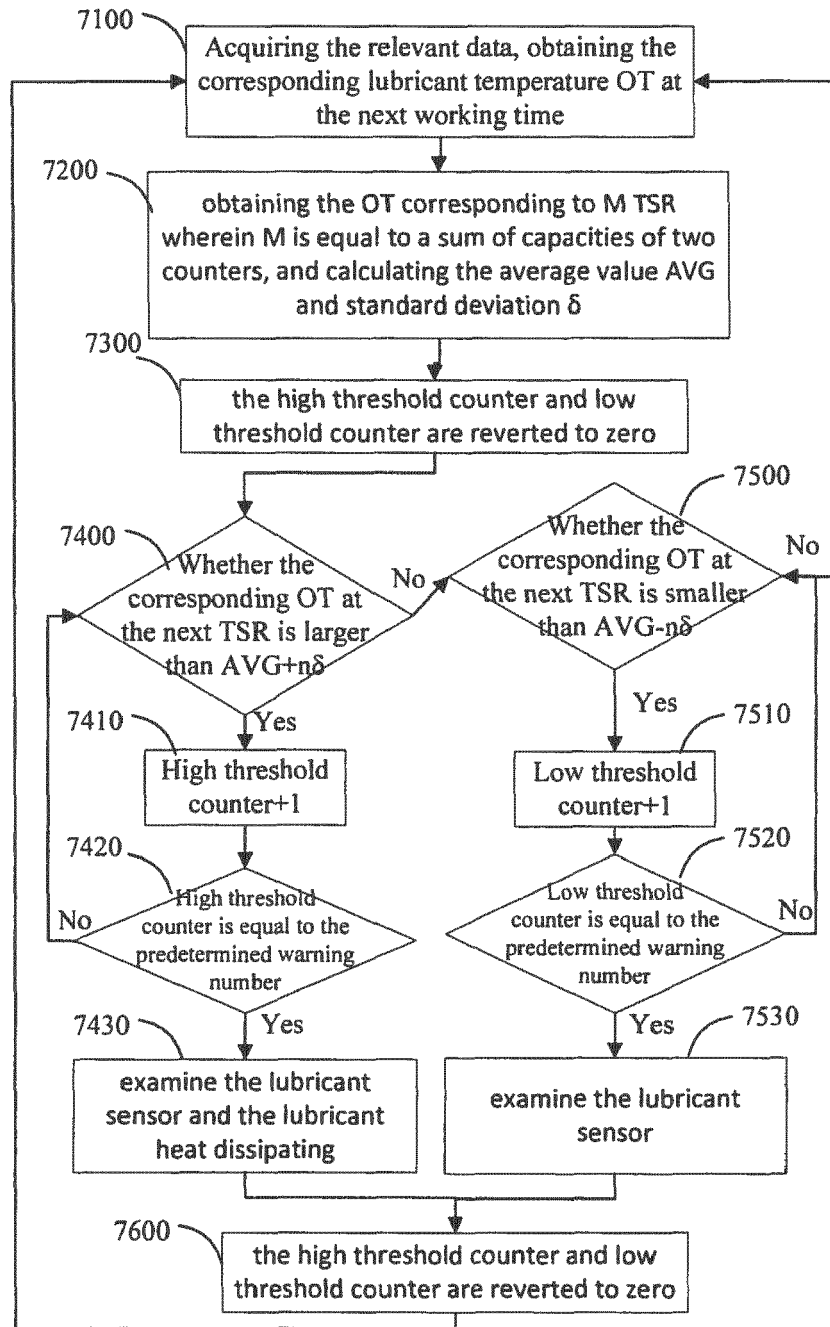 7100
Acquiring the relevant data, obtaining the
corresponding lubricant temperature OT at
the next working time
7200
obtaining the OT corresponding to M TSR
wherein M is equal to a sum of capacities of two
counters, and calculating the average value AVG
and standard deviation δ
7300
the high threshold counter and low
threshold counter are reverted to zero
7400
Whether the
corresponding OT at
the next TSR is larger
than AVG+nδ
No
7500
Whether the
corresponding OT at
the next TSR is smaller
than AVG-nδ
No
Yes
7410
High threshold
counter+1
Yes
7510
Low threshold
counter+1
7420
High threshold
counter is equal to the
predetermined warning
number
No
7520
Low threshold
counter is equal to the
predetermined warning
number
No
Yes
7430
examine the lubricant
sensor and the lubricant
heat dissipating
Yes
7530
examine the lubricant
sensor
7600
the high threshold counter and low
threshold counter are reverted to zero